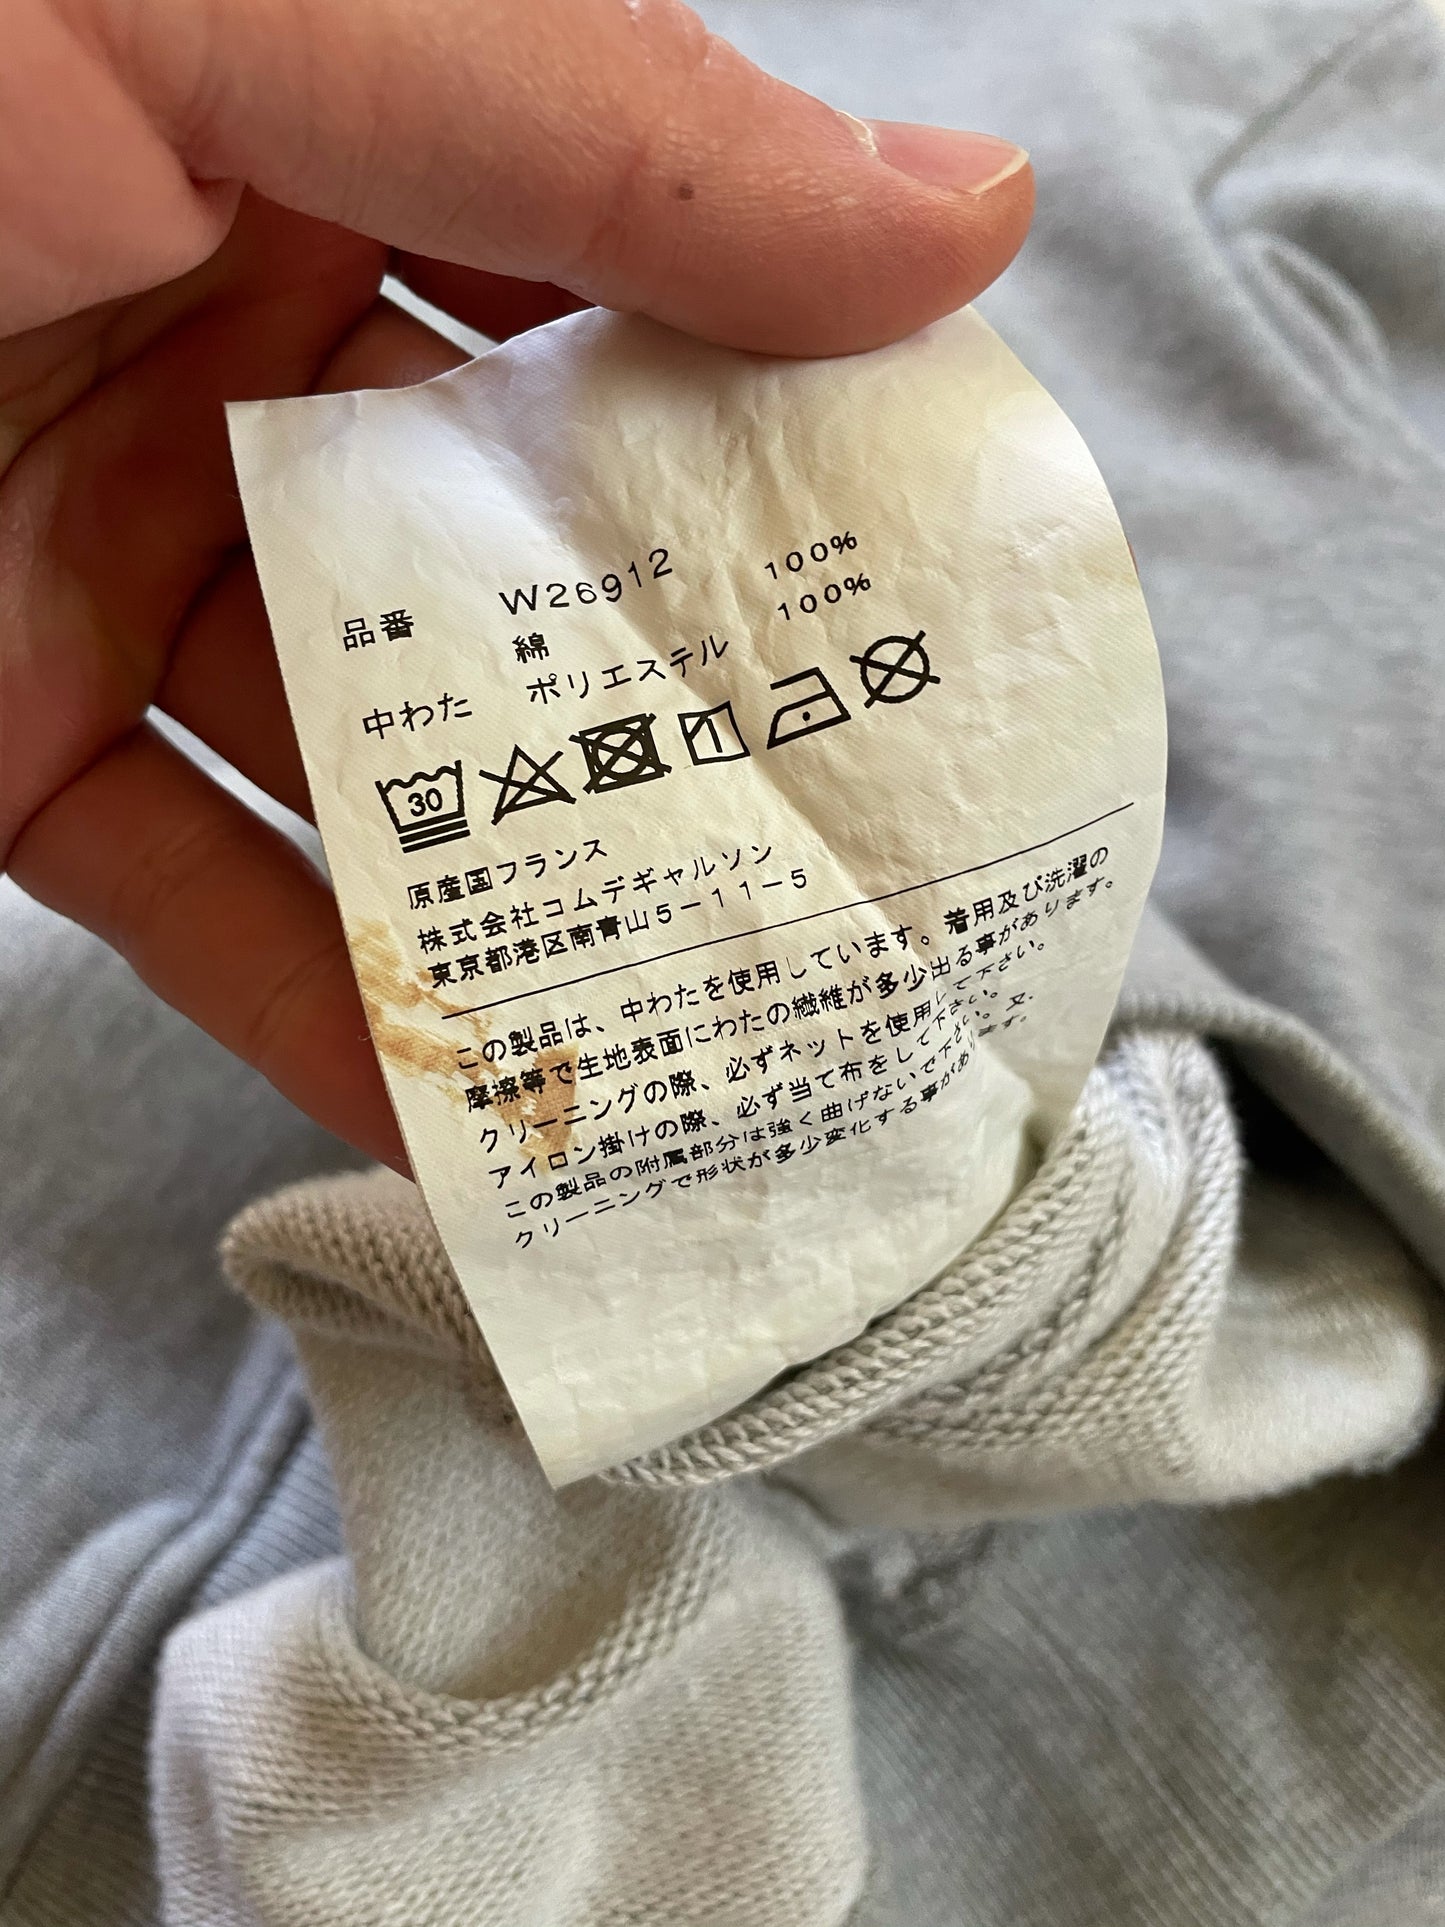 品番 W26912
綿 100%
中わた ポリエステル 100%
30
原産国フランス
株式会社コムデギャルソン
東京都港区南青山5-11-5
この製品は、中わたを使用しています。着用及び洗濯の
摩擦等で生地表面にわたの繊維が多少出る事があります。
クリーニングの際、必ずネットを使用して下さい。
アイロン掛けの際、必ず当て布をして下さい。
この製品の附属部分は強く曲げないで下さい。又、
クリーニングで形状が多少変化する事があります。